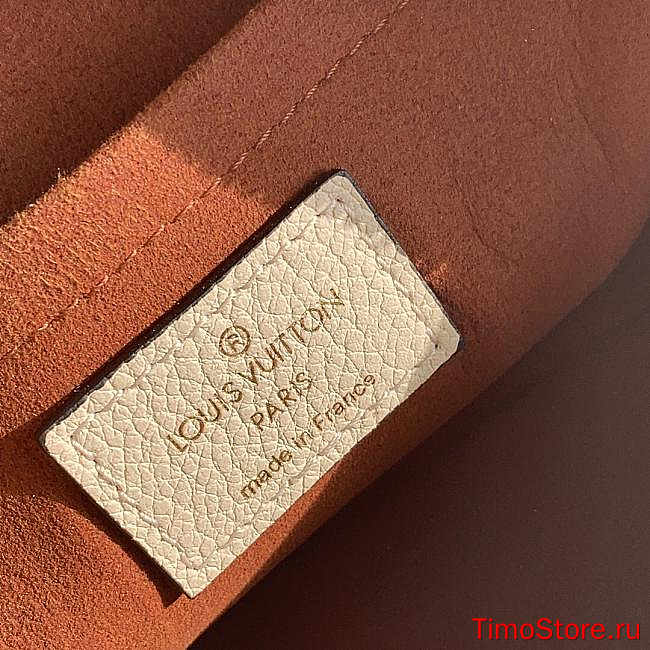 ®
LOUIS VUITTON
PARIS
made in France
TimoStore.ru